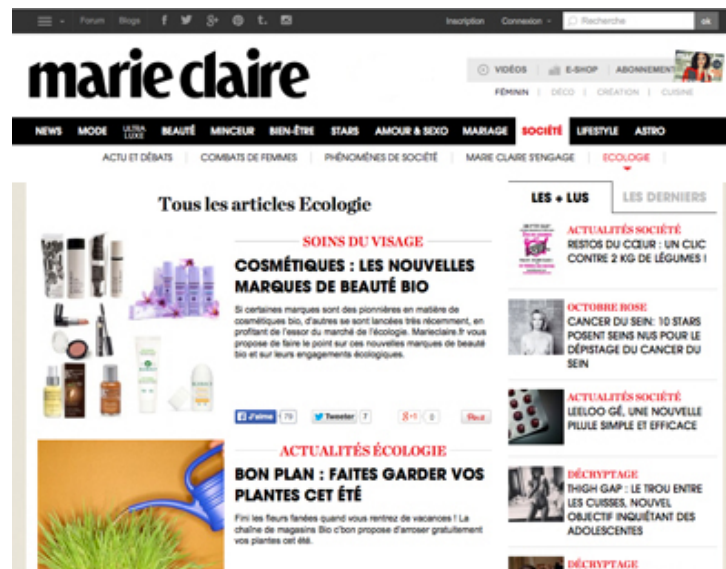 Forum Blogs f t.
Inscription Connexion Recherche ok
marie claire
VIDÉOS E-SHOP ABONNEMENT
FÉMININ DÉCO CRÉATION CUISINE
NEWS MODE ULTRA LUXE BEAUTÉ MINCEUR BIEN-ÊTRE STARS AMOUR & SEXO MARIAGE SOCIÉTÉ LIFESTYLE ASTRO
ACTU ET DÉBATS COMBATS DE FEMMES PHÉNOMÈNES DE SOCIÉTÉ MARIE CLAIRE S'ENGAGE ECOLOGIE
Tous les articles Ecologie
SOINS DU VISAGE
COSMÉTIQUES : LES NOUVELLES
MARQUES DE BEAUTÉ BIO
Si certaines marques sont des pionnières en matière de
cosmétiques bio, d'autres se sont lancées très récemment, en
profitant de l'essor du marché de l'écologie. Marieclaire.fr vous
propose de faire le point sur ces nouvelles marques de beauté
bio et sur leurs engagements écologiques.
J'aime 79 Tweeter 7 +1 0 Pin it
ACTUALITÉS ÉCOLOGIE
BON PLAN : FAITES GARDER VOS
PLANTES CET ÉTÉ
Fini les fleurs fanées quand vous rentrez de vacances ! La
chaîne de magasins Bio c'bon propose d'arroser gratuitement
vos plantes cet été.
LES + LUS LES DERNIERS
ACTUALITÉS SOCIÉTÉ
RESTOS DU CŒUR : UN CLIC
CONTRE 2 KG DE LÉGUMES !
OCTOBRE ROSE
CANCER DU SEIN: 10 STARS
POSENT SEINS NUS POUR LE
DÉPISTAGE DU CANCER DU
SEIN
ACTUALITÉS SOCIÉTÉ
LEELOO GÉ, UNE NOUVELLE
PILULE SIMPLE ET EFFICACE
DÉCRYPTAGE
THIGH GAP : LE TROU ENTRE
LES CUISSES, NOUVEL
OBJECTIF INQUIÉTANT DES
ADOLESCENTES
DÉCRYPTAGE